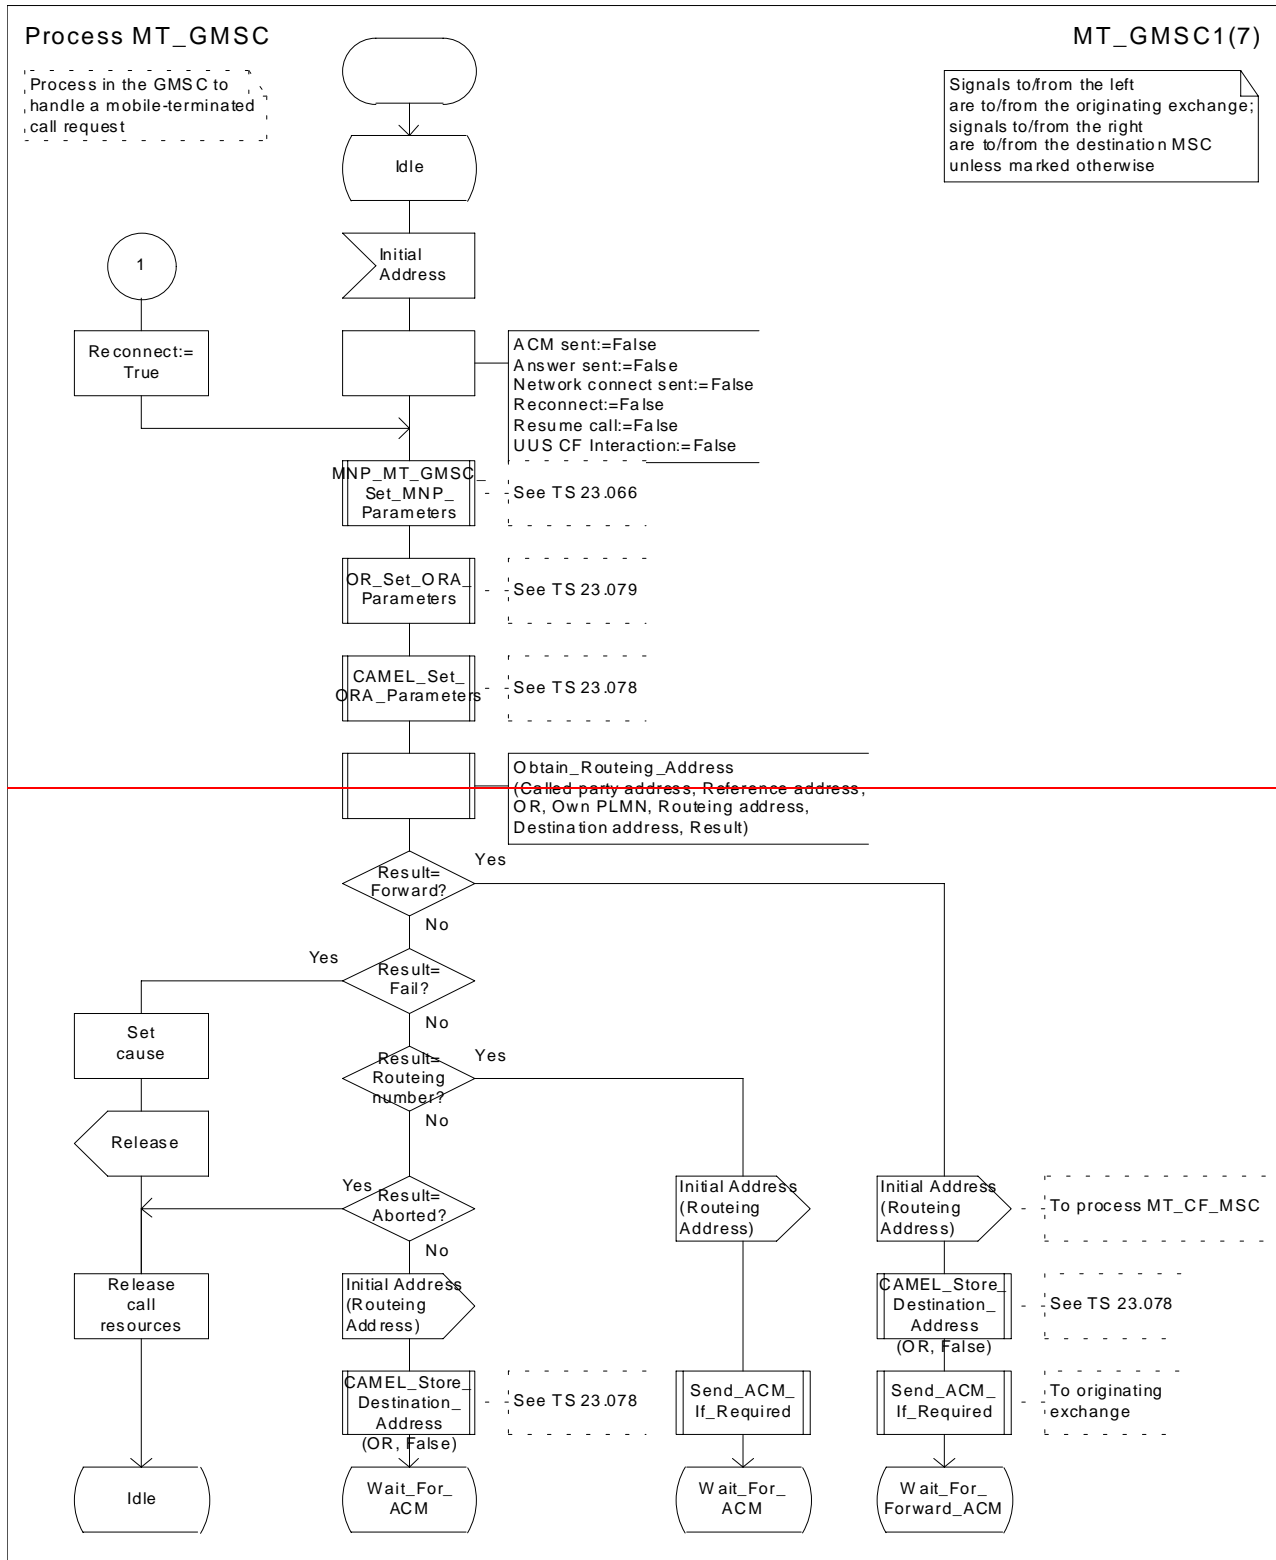 Process MT_GMSC
MT_GMSC1(7)
Process in the GMSC to
handle a mobile-terminated
call request
Signals to/from the left
are to/from the originating exchange;
signals to/from the right
are to/from the destination MSC
unless marked otherwise
Idle
Initial
Address
1
Reconnect:=
True
ACM sent:=False
Answer sent:=False
Network connect sent:=False
Reconnect:=False
Resume call:=False
UUS CF Interaction:=False
MNP_MT_GMSC_
Set_MNP_
Parameters
See TS 23.066
OR_Set_ORA_
Parameters
See TS 23.079
CAMEL_Set_
ORA_Parameters
See TS 23.078
Obtain_Routeing_Address
(Called party address, Reference address,
OR, Own PLMN, Routeing address,
Destination address, Result)
Result=
Forward?
Yes
No
Result=
Fail?
Yes
No
Set
cause
Result=
Routeing
number?
Yes
No
Release
Result=
Aborted?
Yes
No
Initial Address
(Routeing
Address)
Initial Address
(Routeing
Address)
To process MT_CF_MSC
Release
call
resources
Initial Address
(Routeing
Address)
CAMEL_Store_
Destination_
Address
(OR, False)
See TS 23.078
CAMEL_Store_
Destination_
Address
(OR, False)
See TS 23.078
Send_ACM_
If_Required
Send_ACM_
If_Required
To originating
exchange
Idle
Wait_For_
ACM
Wait_For_
ACM
Wait_For_
Forward_ACM